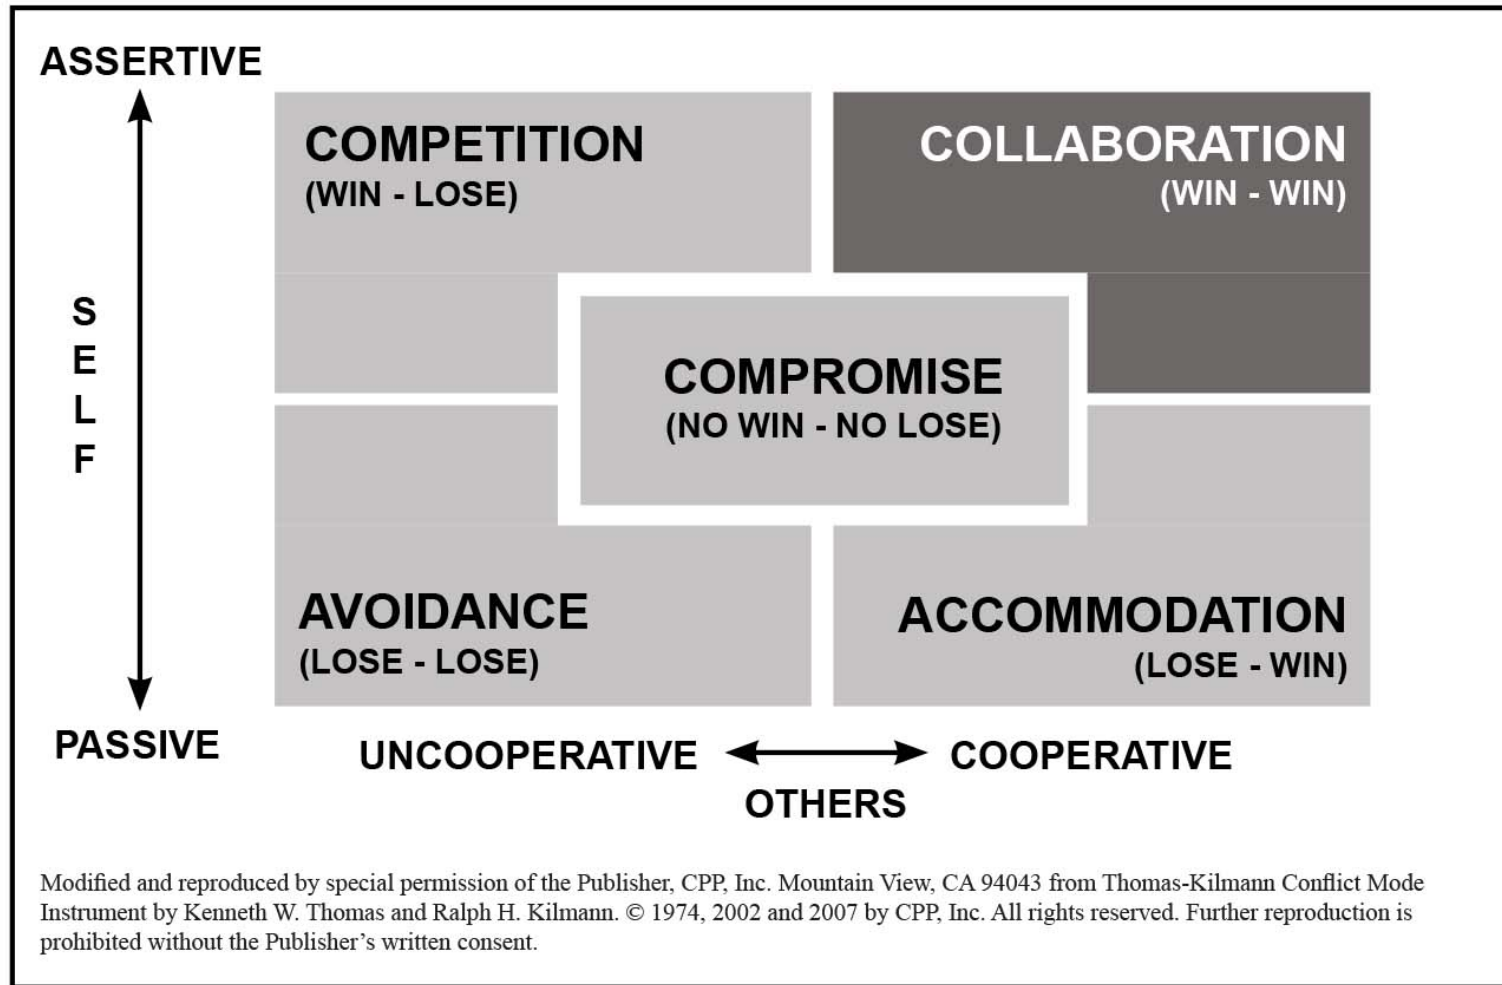 ASSERTIVE
COMPETITION
(WIN - LOSE)
COLLABORATION
(WIN - WIN)
S
E
L
F
COMPROMISE
(NO WIN - NO LOSE)
AVOIDANCE
(LOSE - LOSE)
ACCOMMODATION
(LOSE - WIN)
PASSIVE
UNCOOPERATIVE
COOPERATIVE
OTHERS
Modified and reproduced by special permission of the Publisher, CPP, Inc. Mountain View, CA 94043 from Thomas-Kilmann Conflict Mode
Instrument by Kenneth W. Thomas and Ralph H. Kilmann. © 1974, 2002 and 2007 by CPP, Inc. All rights reserved. Further reproduction is
prohibited without the Publisher’s written consent.